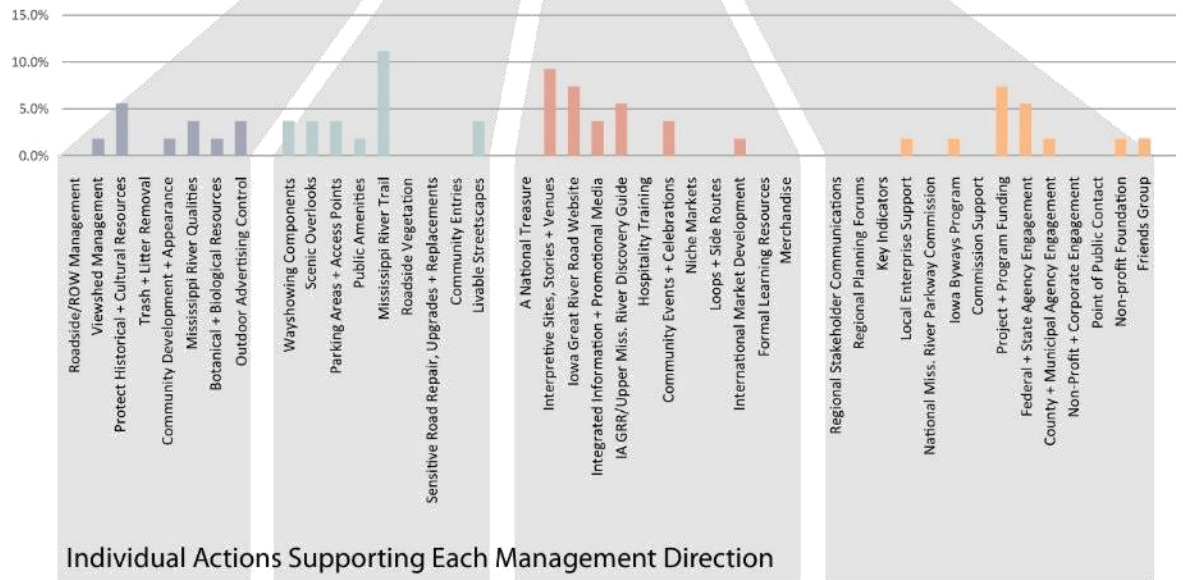 15.0%
10.0%
5.0%
0.0%
Roadside/ROW Management
Viewshed Management
Protect Historical + Cultural Resources
Trash + Litter Removal
Community Development + Appearance
Mississippi River Qualities
Botanical + Biological Resources
Outdoor Advertising Control
Wayshowing Components
Scenic Overlooks
Parking Areas + Access Points
Public Amenities
Mississippi River Trail
Roadside Vegetation
Sensitive Road Repair, Upgrades + Replacements
Community Entries
Livable Streetscapes
A National Treasure
Interpretive Sites, Stories + Venues
Iowa Great River Road Website
Integrated Information + Promotional Media
IA GRR/Upper Miss. River Discovery Guide
Hospitality Training
Community Events + Celebrations
Niche Markets
Loops + Side Routes
International Market Development
Formal Learning Resources
Merchandise
Regional Stakeholder Communications
Regional Planning Forums
Key Indicators
Local Enterprise Support
National Miss. River Parkway Commission
Iowa Byways Program
Commission Support
Project + Program Funding
Federal + State Agency Engagement
County + Municipal Agency Engagement
Non-Profit + Corporate Engagement
Point of Public Contact
Non-profit Foundation
Friends Group
Individual Actions Supporting Each Management Direction